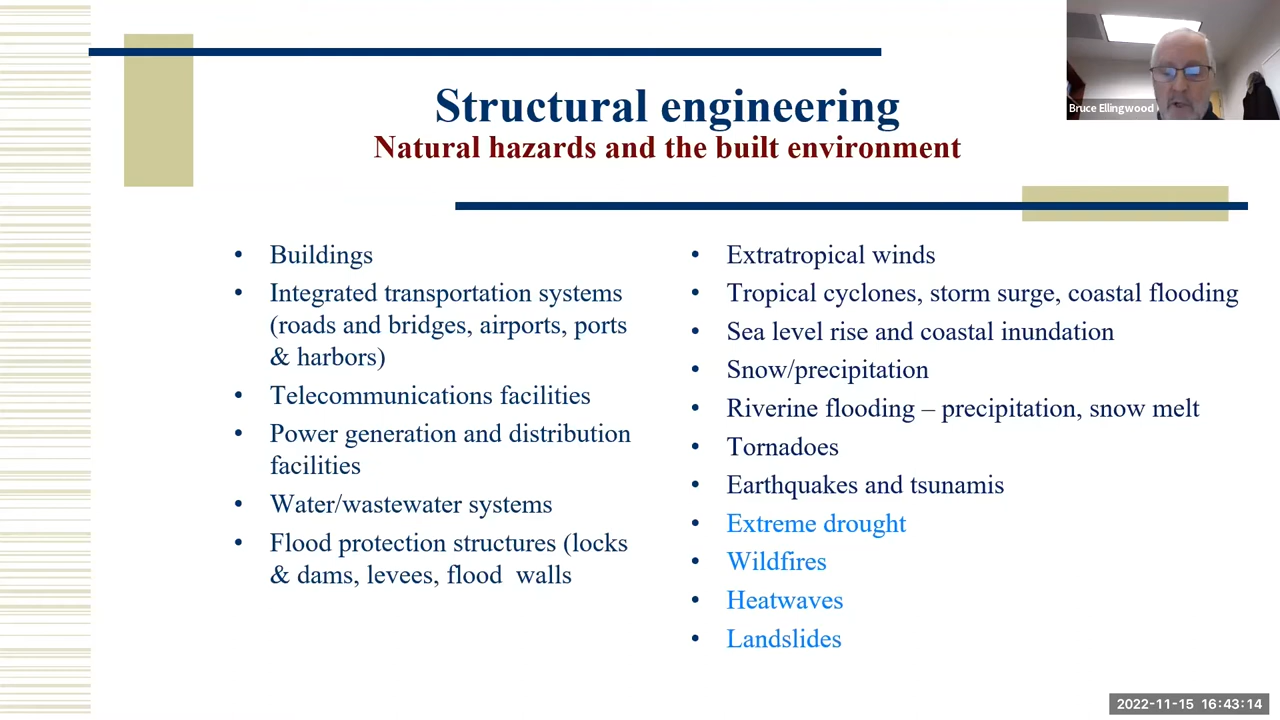 Structural engineering
Natural hazards and the built environment
Bruce Ellingwood
• Buildings
• Integrated transportation systems
(roads and bridges, airports, ports
& harbors)
• Telecommunications facilities
• Power generation and distribution
facilities
• Water/wastewater systems
• Flood protection structures (locks
& dams, levees, flood  walls
• Extratropical winds
• Tropical cyclones, storm surge, coastal flooding
• Sea level rise and coastal inundation
• Snow/precipitation
• Riverine flooding – precipitation, snow melt
• Tornadoes
• Earthquakes and tsunamis
• Extreme drought
• Wildfires
• Heatwaves
• Landslides
2022-11-15 16:43:14